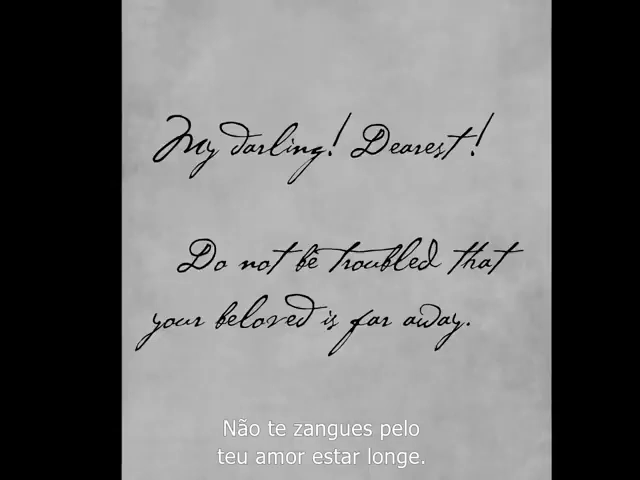 My darling! Dearest!
Do not be troubled that
your beloved is far away.
Não te zangues pelo
teu amor estar longe.